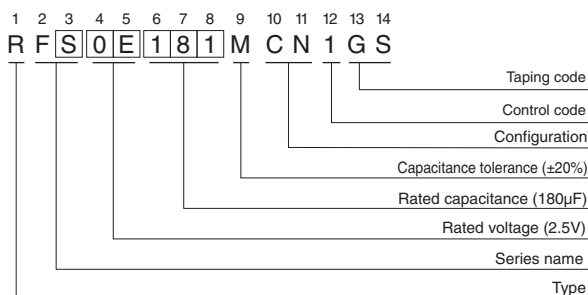 1 2 3 4 5 6 7 8 9 10 11 12 13 14
R F S 0 E 1 8 1 M C N 1 G S
Taping code
Control code
Configuration
Capacitance tolerance (±20%)
Rated capacitance (180µF)
Rated voltage (2.5V)
Series name
Type